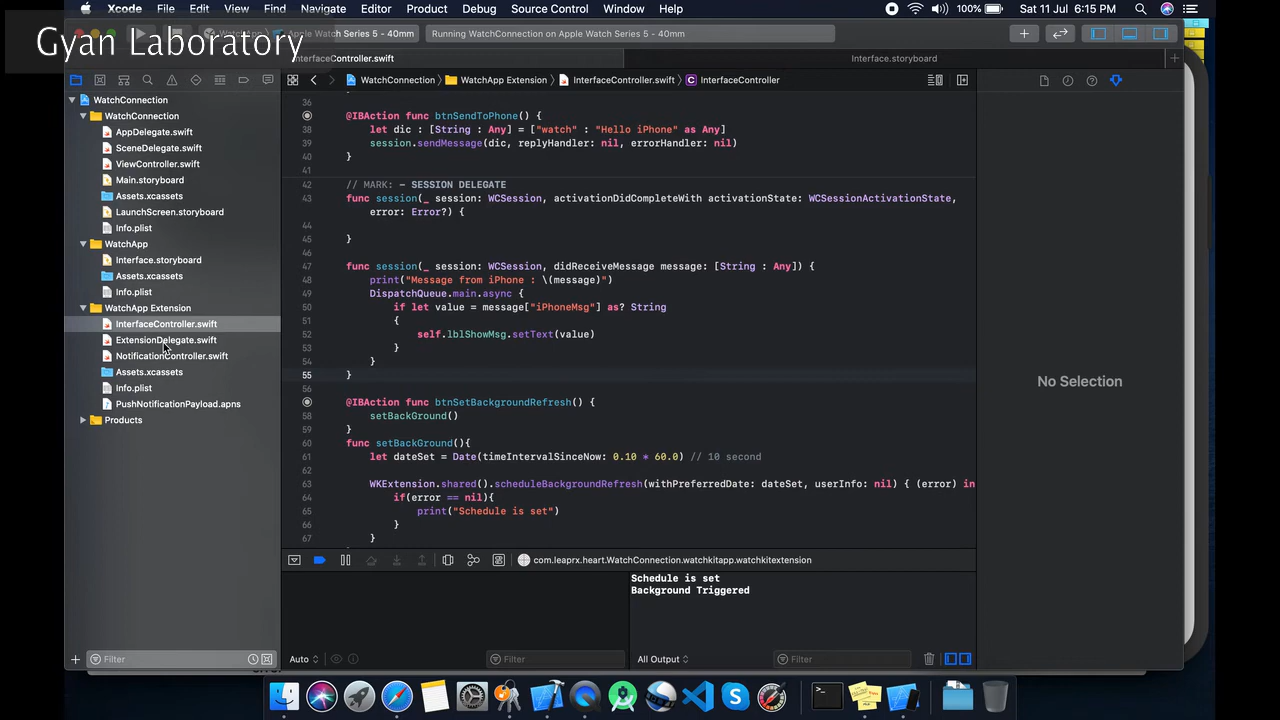 Xcode File Edit View Find Navigate Editor Product Debug Source Control Window Help 100% Sat 11 Jul 6:15 PM
Gyan Laboratory
Apple Watch Series 5 - 40mm Running WatchConnection on Apple Watch Series 5 - 40mm
InterfaceController.swift Interface.storyboard
WatchConnection WatchApp Extension InterfaceController.swift C InterfaceController
WatchConnection
WatchConnection
AppDelegate.swift
SceneDelegate.swift
ViewController.swift
Main.storyboard
Assets.xcassets
LaunchScreen.storyboard
Info.plist
WatchApp
Interface.storyboard
Assets.xcassets
Info.plist
WatchApp Extension
InterfaceController.swift
ExtensionDelegate.swift
NotificationController.swift
Assets.xcassets
Info.plist
PushNotificationPayload.apns
Products
Filter
36
@IBAction func btnSendToPhone() {
38 let dic : [String : Any] = ["watch" : "Hello iPhone" as Any]
39 session.sendMessage(dic, replyHandler: nil, errorHandler: nil)
40 }
41
42 // MARK: - SESSION DELEGATE
43 func session(_ session: WCSession, activationDidCompleteWith activationState: WCSessionActivationState,
error: Error?) {
44
45 }
46
47 func session(_ session: WCSession, didReceiveMessage message: [String : Any]) {
48 print("Message from iPhone : \(message)")
49 DispatchQueue.main.async {
50 if let value = message["iPhoneMsg"] as? String
51 {
52 self.lblShowMsg.setText(value)
53 }
54 }
55 }
56
@IBAction func btnSetBackgroundRefresh() {
58 setBackGround()
59 }
60 func setBackGround(){
61 let dateSet = Date(timeIntervalSinceNow: 0.10 * 60.0) // 10 second
62
63 WKExtension.shared().scheduleBackgroundRefresh(withPreferredDate: dateSet, userInfo: nil) { (error) in
64 if(error == nil){
65 print("Schedule is set")
66 }
67 }
com.leaprx.heart.WatchConnection.watchkitapp.watchkitextension
Schedule is set
Background Triggered
Auto Filter All Output Filter
No Selection